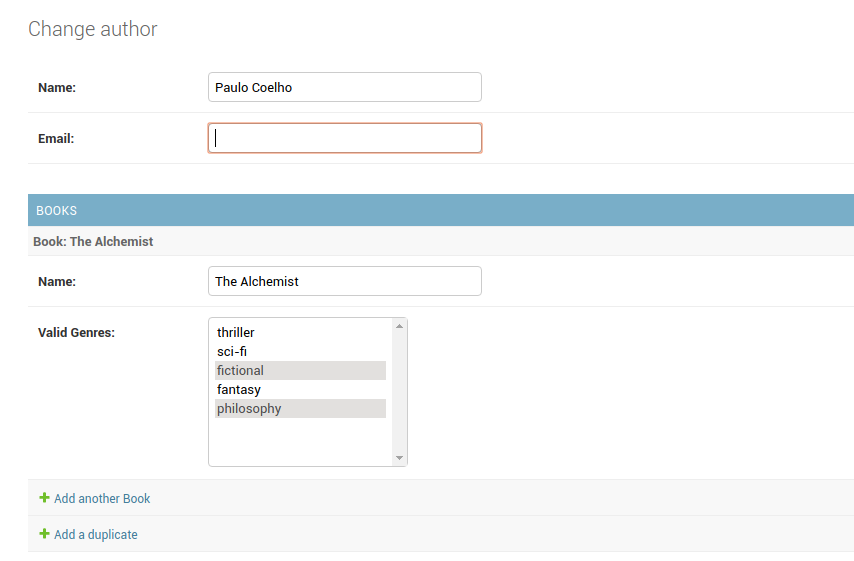 Change author
Name: Paulo Coelho
Email:
BOOKS
Book: The Alchemist
Name: The Alchemist
Valid Genres:
thriller
sci-fi
fictional
fantasy
philosophy
Add another Book
Add a duplicate